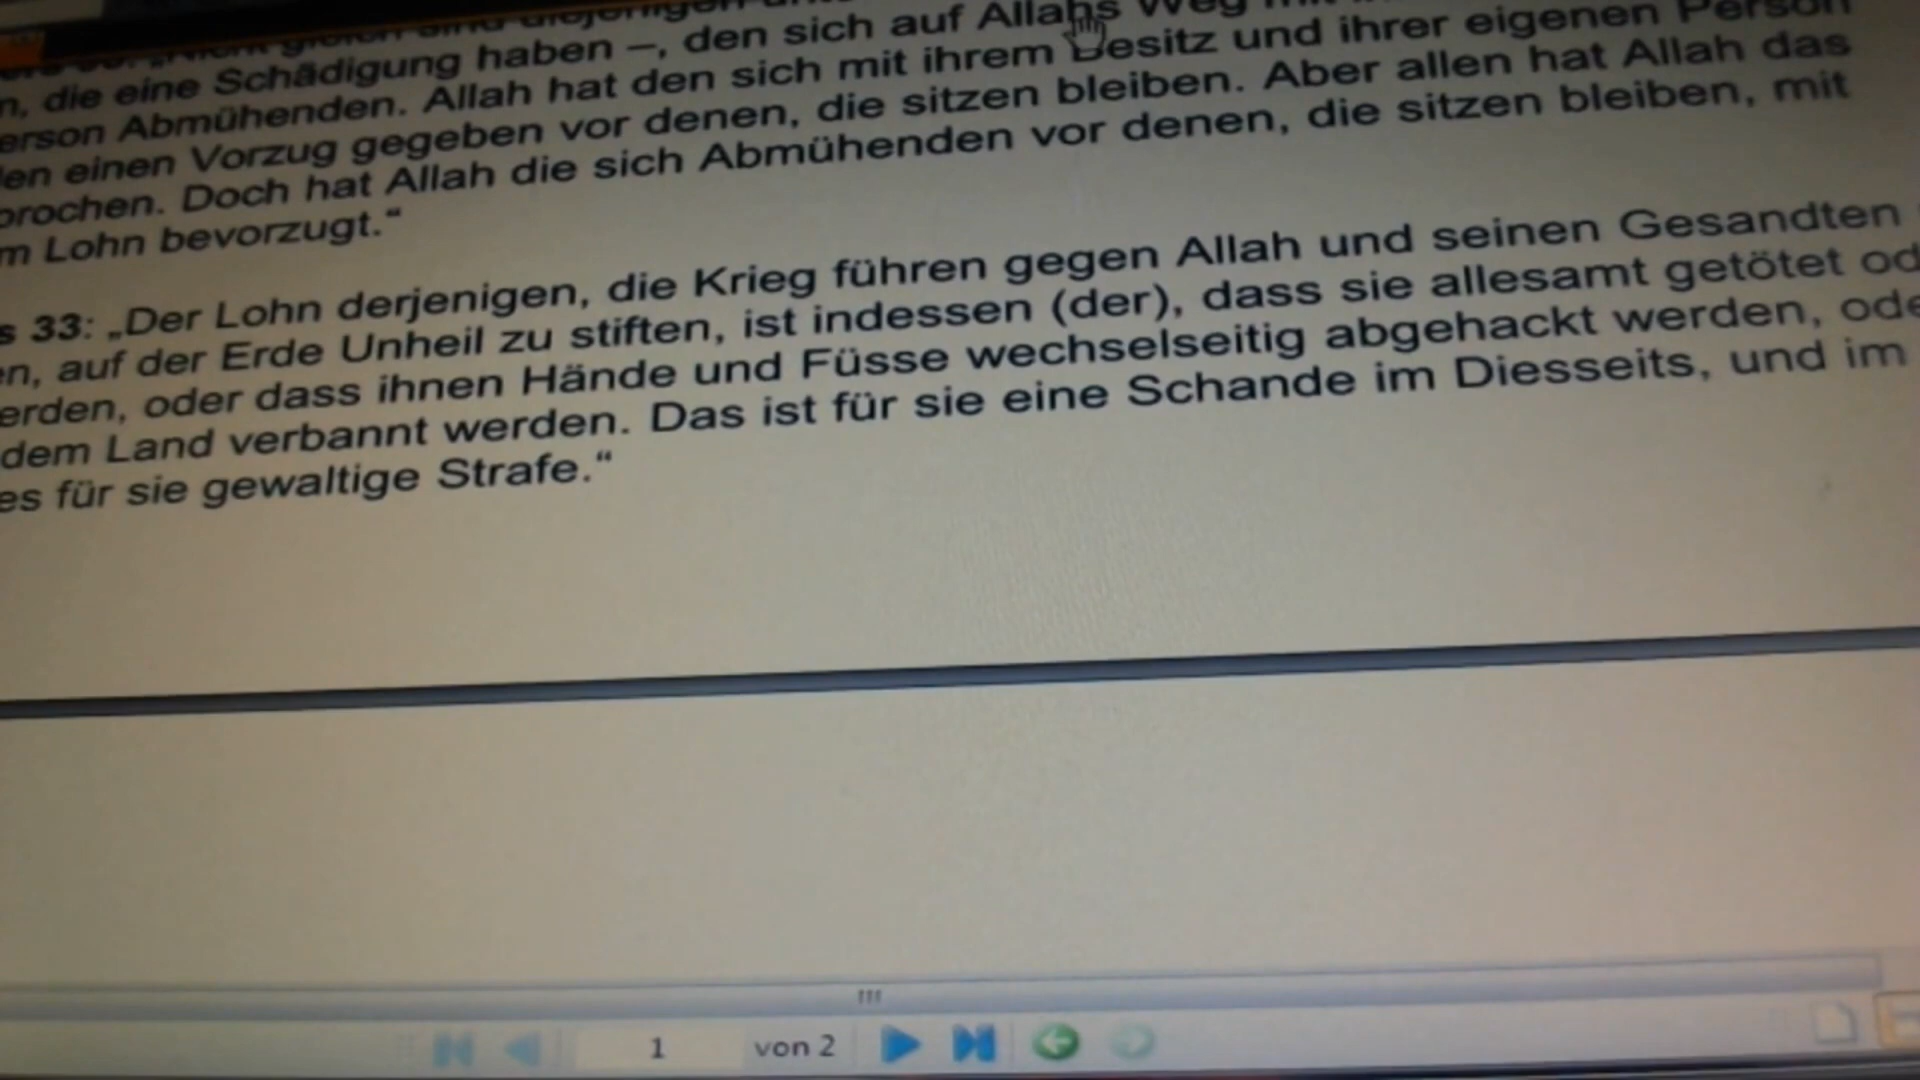 n, die eine Schädigung haben –, den sich auf Allahs Weg
erson Abmühenden. Allah hat den sich mit ihrem Besitz und ihrer eigenen Person
en einen Vorzug gegeben vor denen, die sitzen bleiben. Aber allen hat Allah das
prochen. Doch hat Allah die sich Abmühenden vor denen, die sitzen bleiben, mit
m Lohn bevorzugt.“
s 33: „Der Lohn derjenigen, die Krieg führen gegen Allah und seinen Gesandten
en, auf der Erde Unheil zu stiften, ist indessen (der), dass sie allesamt getötet od
erden, oder dass ihnen Hände und Füsse wechselseitig abgehackt werden, ode
dem Land verbannt werden. Das ist für sie eine Schande im Diesseits, und im
es für sie gewaltige Strafe.“
1 von 2